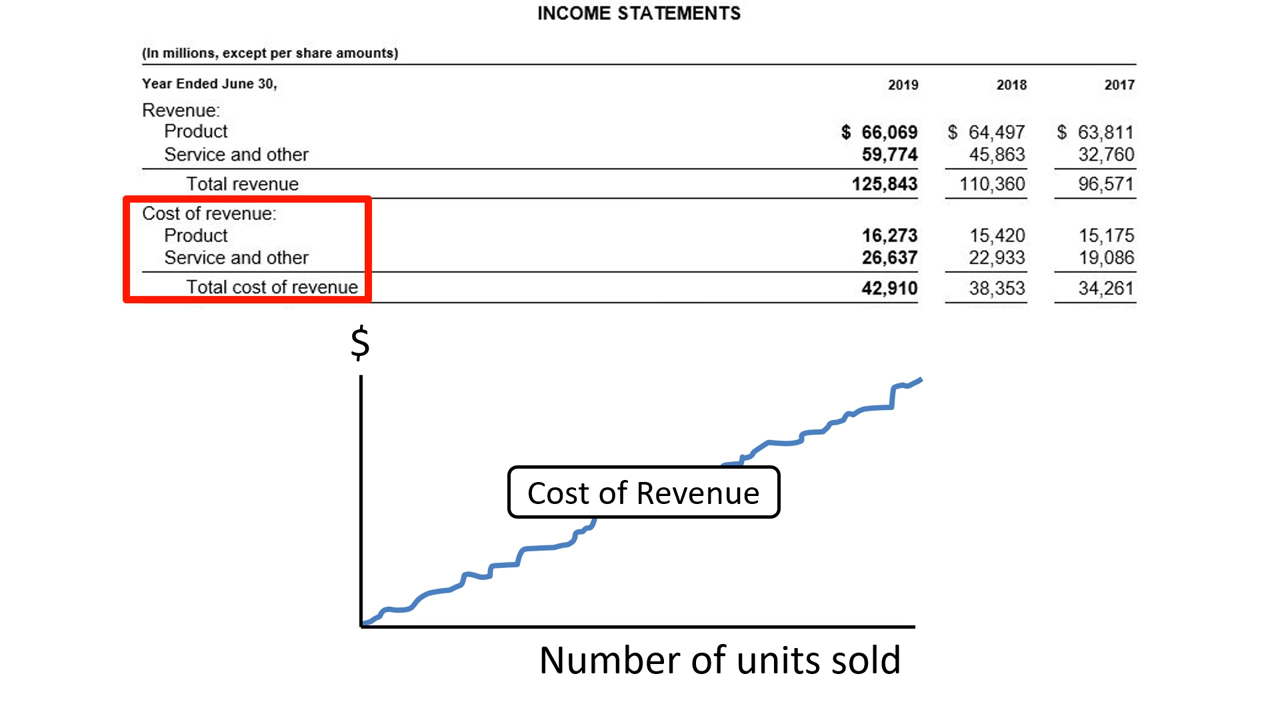 INCOME STATEMENTS
(In millions, except per share amounts)
Year Ended June 30, 2019 2018 2017
Revenue:
Product $ 66,069 $ 64,497 $ 63,811
Service and other 59,774 45,863 32,760
Total revenue 125,843 110,360 96,571
Cost of revenue:
Product 16,273 15,420 15,175
Service and other 26,637 22,933 19,086
Total cost of revenue 42,910 38,353 34,261
$
Cost of Revenue
Number of units sold